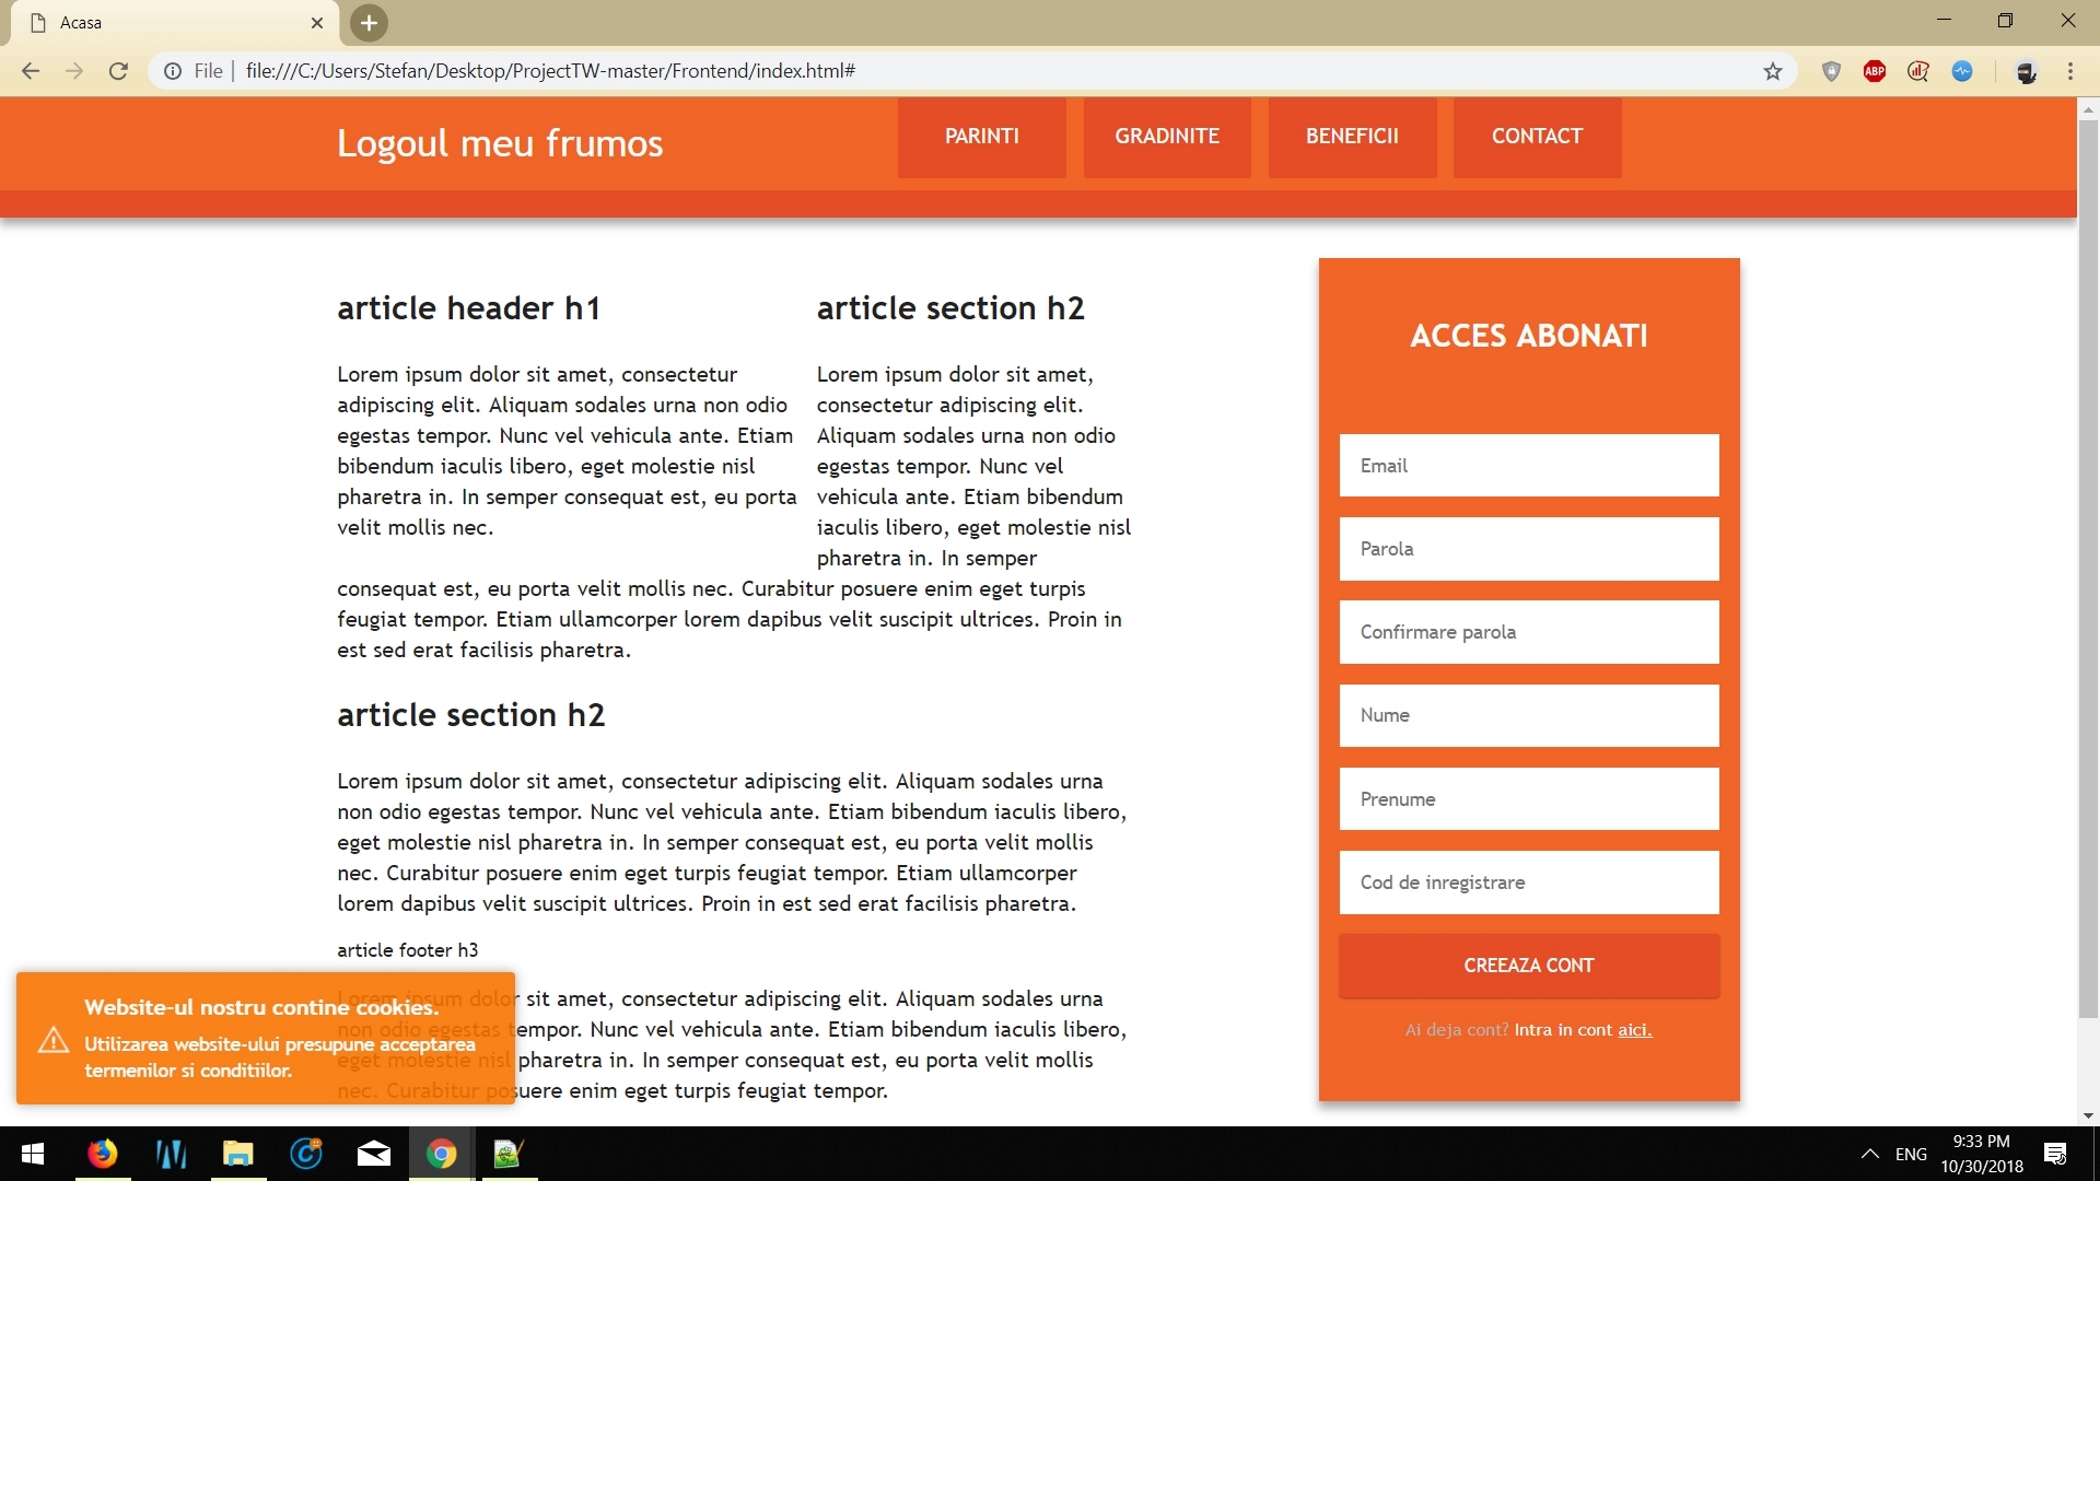 Acasa
File
file:///C:/Users/Stefan/Desktop/ProjectTW-master/Frontend/index.html#
ABP
Logoul meu frumos
PARINTI
GRADINITE
BENEFICII
CONTACT
article header h1
Lorem ipsum dolor sit amet, consectetur
adipiscing elit. Aliquam sodales urna non odio
egestas tempor. Nunc vel vehicula ante. Etiam
bibendum iaculis libero, eget molestie nisl
pharetra in. In semper consequat est, eu porta
velit mollis nec.
article section h2
Lorem ipsum dolor sit amet,
consectetur adipiscing elit.
Aliquam sodales urna non odio
egestas tempor. Nunc vel
vehicula ante. Etiam bibendum
iaculis libero, eget molestie nisl
pharetra in. In semper
consequat est, eu porta velit mollis nec. Curabitur posuere enim eget turpis
feugiat tempor. Etiam ullamcorper lorem dapibus velit suscipit ultrices. Proin in
est sed erat facilisis pharetra.
article section h2
Lorem ipsum dolor sit amet, consectetur adipiscing elit. Aliquam sodales urna
non odio egestas tempor. Nunc vel vehicula ante. Etiam bibendum iaculis libero,
eget molestie nisl pharetra in. In semper consequat est, eu porta velit mollis
nec. Curabitur posuere enim eget turpis feugiat tempor. Etiam ullamcorper
lorem dapibus velit suscipit ultrices. Proin in est sed erat facilisis pharetra.
article footer h3
Lorem ipsum dolor sit amet, consectetur adipiscing elit. Aliquam sodales urna
non odio egestas tempor. Nunc vel vehicula ante. Etiam bibendum iaculis libero,
eget molestie nisl pharetra in. In semper consequat est, eu porta velit mollis
nec. Curabitur posuere enim eget turpis feugiat tempor.
Website-ul nostru contine cookies.
Utilizarea website-ului presupune acceptarea
termenilor si conditiilor.
ACCES ABONATI
Email
Parola
Confirmare parola
Nume
Prenume
Cod de inregistrare
CREEAZA CONT
Ai deja cont? Intra in cont aici.
ENG
9:33 PM
10/30/2018